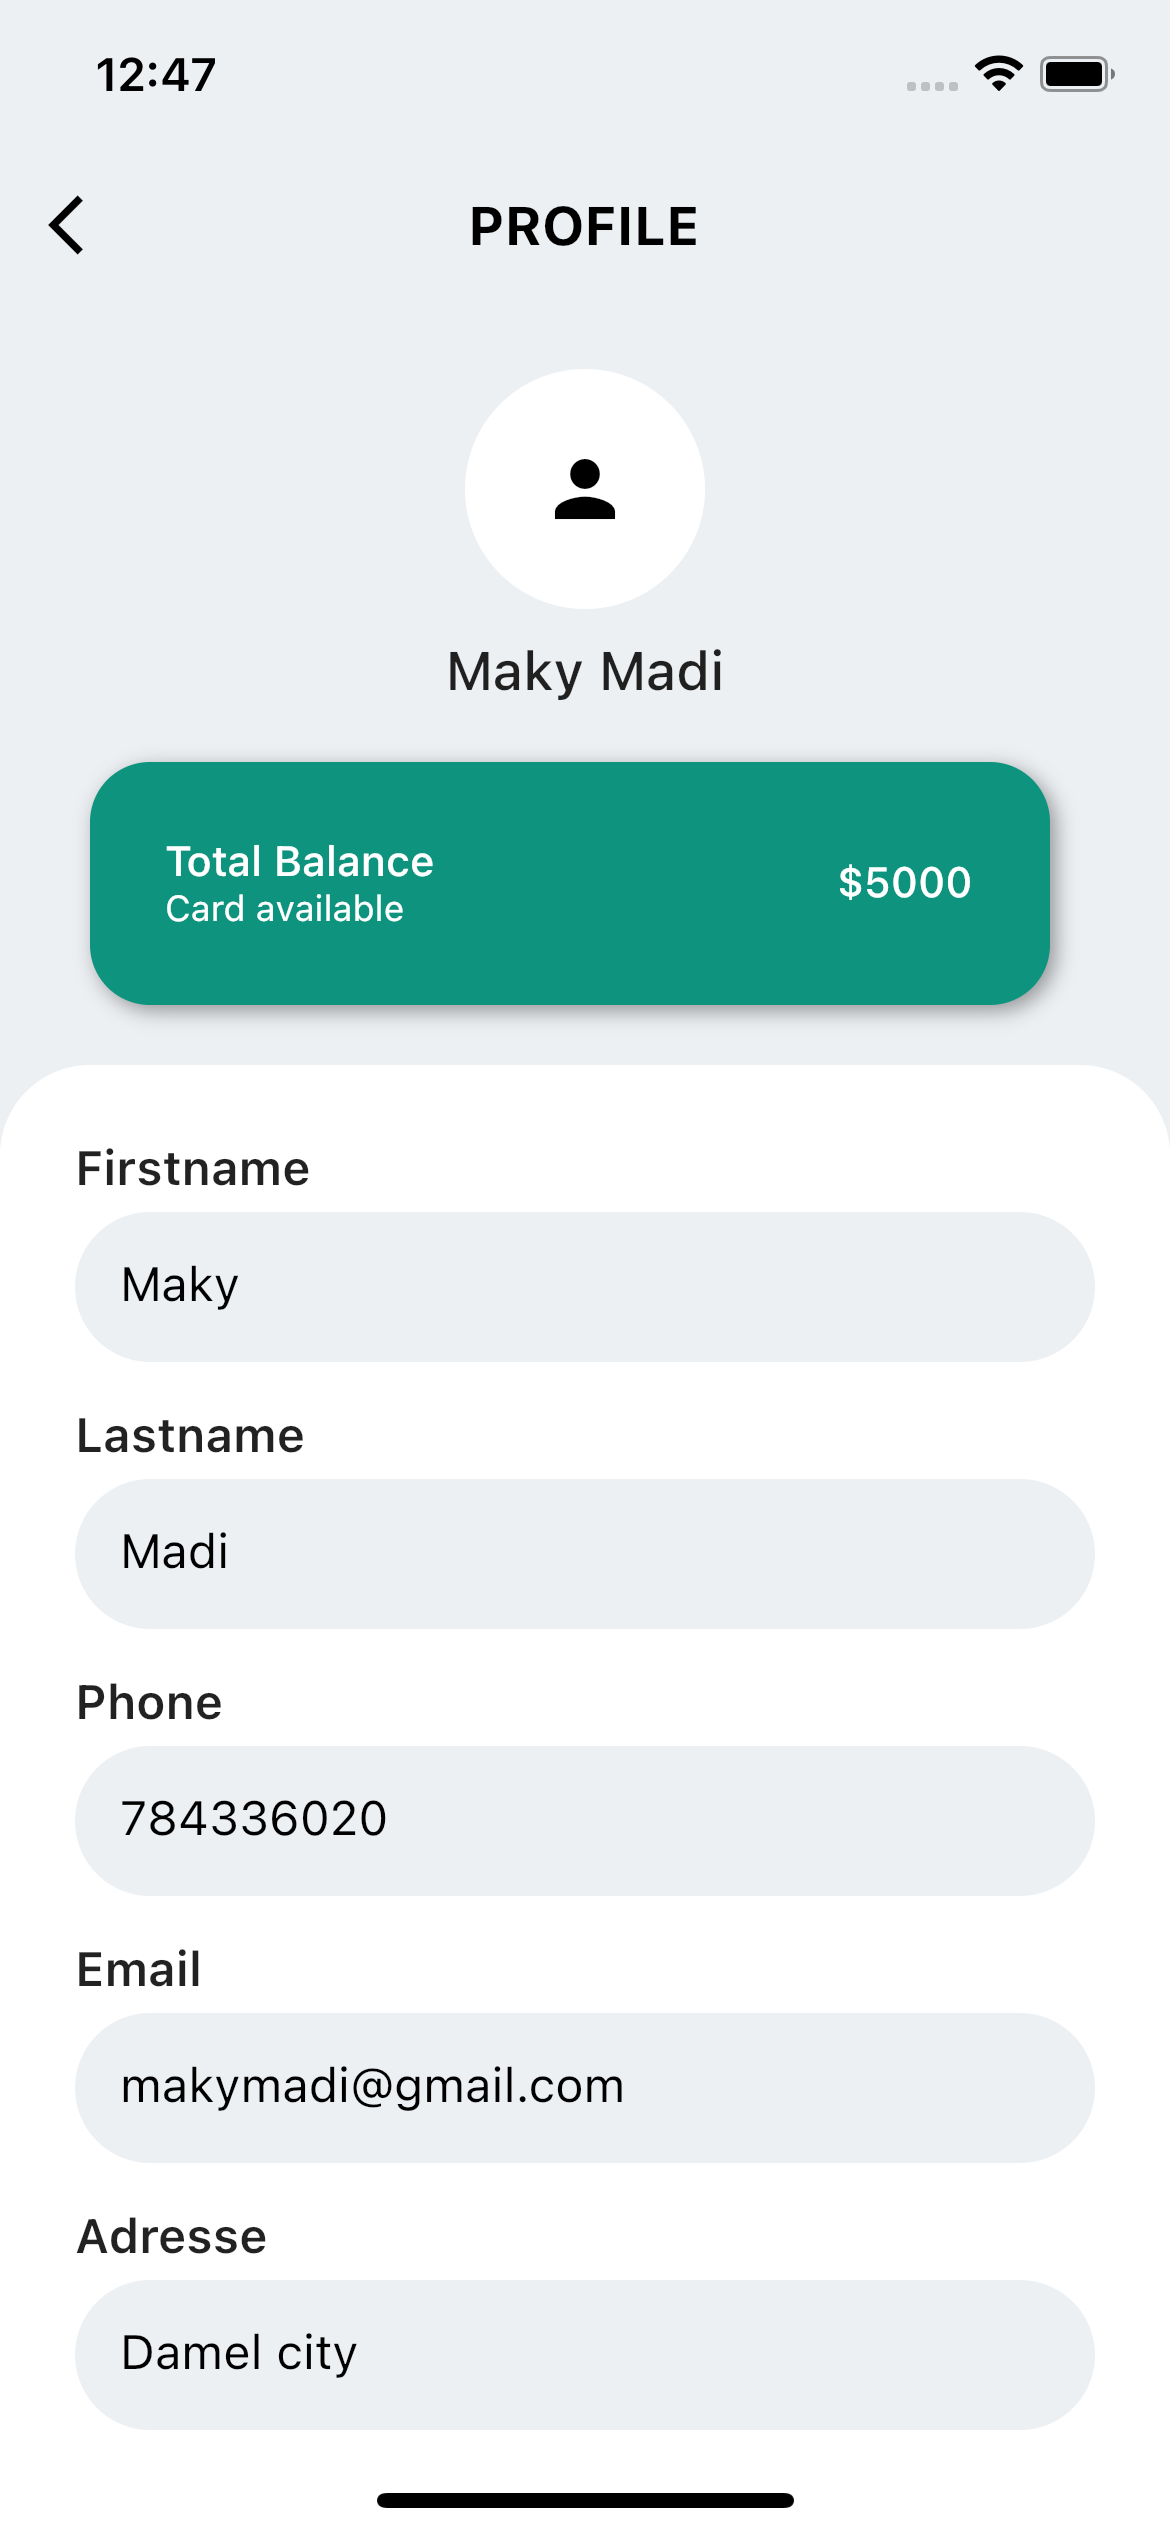 12:47
PROFILE
Maky Madi
Total Balance
Card available
$5000
Firstname
Maky
Lastname
Madi
Phone
784336020
Email
makymadi@gmail.com
Adresse
Damel city